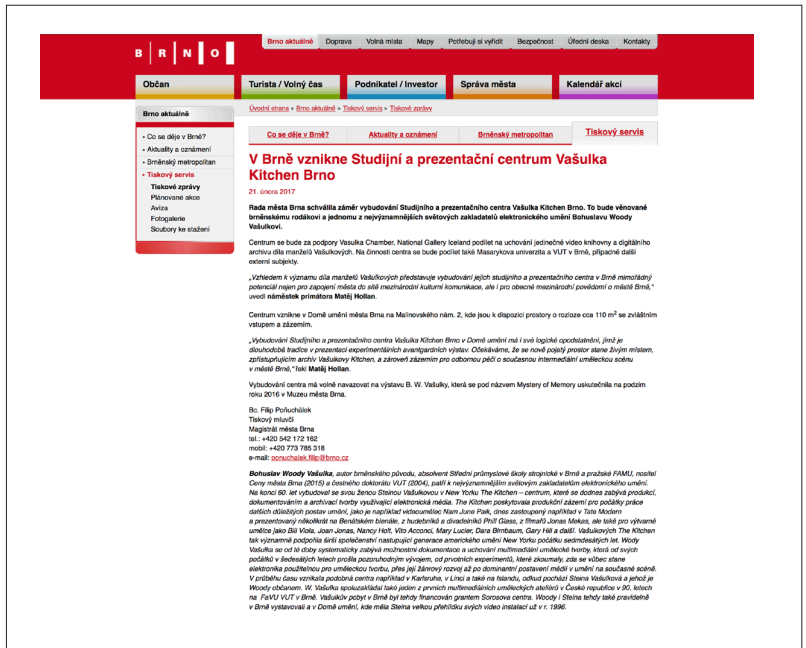 B R N O
Brno aktuálně Doprava Volná místa Mapy Potřebuji si vyřídit Bezpečnost Úřední deska Kontakty
Občan Turista / Volný čas Podnikatel / Investor Správa města Kalendář akcí
Brno aktuálně
• Co se děje v Brně?
• Aktuality a oznámení
• Brněnský metropolitan
• Tiskový servis
Tiskové zprávy
Plánované akce
Aviza
Fotogalerie
Soubory ke stažení
Úvodní strana » Brno aktuálně » Tiskový servis » Tiskové zprávy
Co se děje v Brně? Aktuality a oznámení Brněnský metropolitan Tiskový servis
V Brně vznikne Studijní a prezentační centrum Vašulka
Kitchen Brno
21. února 2017
Rada města Brna schválila záměr vybudování Studijního a prezentačního centra Vašulka Kitchen Brno. To bude věnované
brněnskému rodákovi a jednomu z nejvýznamnějších světových zakladatelů elektronického umění Bohuslavu Woody
Vašulkovi.
Centrum se bude za podpory Vasulka Chamber, National Gallery Iceland podílet na uchování jedinečné video knihovny a digitálního
archivu díla manželů Vašulkových. Na činnosti centra se bude podílet také Masarykova univerzita a VUT v Brně, případně další
externí subjekty.
„Vzhledem k významu díla manželů Vašulkových představuje vybudování jejich studijního a prezentačního centra v Brně mimořádný
potenciál nejen pro zapojení města do sítě mezinárodní kulturní komunikace, ale i pro obecné mezinárodní povědomí o městě Brně,“
uvedl náměstek primátora Matěj Hollan.
Centrum vznikne v Domě umění města Brna na Malinovského nám. 2, kde jsou k dispozici prostory o rozloze cca 110 m² se zvláštním
vstupem a zázemím.
„Vybudování Studijního a prezentačního centra Vašulka Kitchen Brno v Domě umění má i své logické opodstatnění, jímž je
dlouhodobá tradice v prezentaci experimentálních avantgardních výstav. Očekáváme, že se nově pojatý prostor stane živým místem,
zpřístupňujícím archiv Vašulkovy Kitchen, a zároveň zázemím pro odbornou péči o současnou intermediální uměleckou scénu
v městě Brně,“ řekl Matěj Hollan.
Vybudování centra má volně navazovat na výstavu B. W. Vašulky, která se pod názvem Mystery of Memory uskutečnila na podzim
roku 2016 v Muzeu města Brna.
Bc. Filip Poňuchálek
Tiskový mluvčí
Magistrát města Brna
tel.: +420 542 172 162
mobil: +420 773 785 318
e-mail: ponuchalek.filip@brno.cz
Bohuslav Woody Vašulka, autor brněnského původu, absolvent Střední průmyslové školy strojnické v Brně a pražské FAMU, nositel
Ceny města Brna (2015) a čestného doktorátu VUT (2004), patří k nejvýznamnějším světovým zakladatelům elektronického umění.
Na konci 60. let vybudoval se svou ženou Steinou Vašulkovou v New Yorku The Kitchen – centrum, které se dodnes zabývá produkcí,
dokumentováním a archivací tvorby využívající elektronická média. The Kitchen poskytovala produkční zázemí pro počátky práce
dalších důležitých postav umění, jako je například videoumělec Nam June Paik, dnes zastoupený například v Tate Modern
a prezentovaný několikrát na Benátském bienále, z hudebníků a divadelníků Phill Glass, z filmařů Jonas Mekas, ale také pro výtvarné
umělce jako Bill Viola, Joan Jonas, Nancy Holt, Vito Acconci, Mary Lucier, Dara Birnbaum, Gary Hill a další. Vašulkových The Kitchen
tak významně podpořila širší společenství nastupující generace amerického umění New Yorku počátku sedmdesátých let. Wody
Vašulka se od té doby systematicky zabývá možnostmi dokumentace a uchování multimediální umělecké tvorby, která od svých
počátků v šedesátých letech prošla pozoruhodným vývojem, od prvotních experimentů, které zkoumaly, zda se vůbec stane
elektronika použitelnou pro uměleckou tvorbu, přes její žánrový rozvoj až po dominantní postavení médií v umění na současné scéně.
V průběhu času vznikala podobná centra například v Karlsruhe, v Linci a také na Islandu, odkud pochází Steina Vašulková a jehož je
Woody občanem. W. Vašulka spoluzakládal také jeden z prvních multimediálních uměleckých ateliérů v České republice v 90. letech
na FaVU VUT v Brně. Vašulkův pobyt v Brně byl tehdy financován grantem Sorosova centra. Woody i Steina tehdy také pravidelně
v Brně vystavovali a v Domě umění, kde měla Steina velkou přehlídku svých video instalací už v r. 1996.